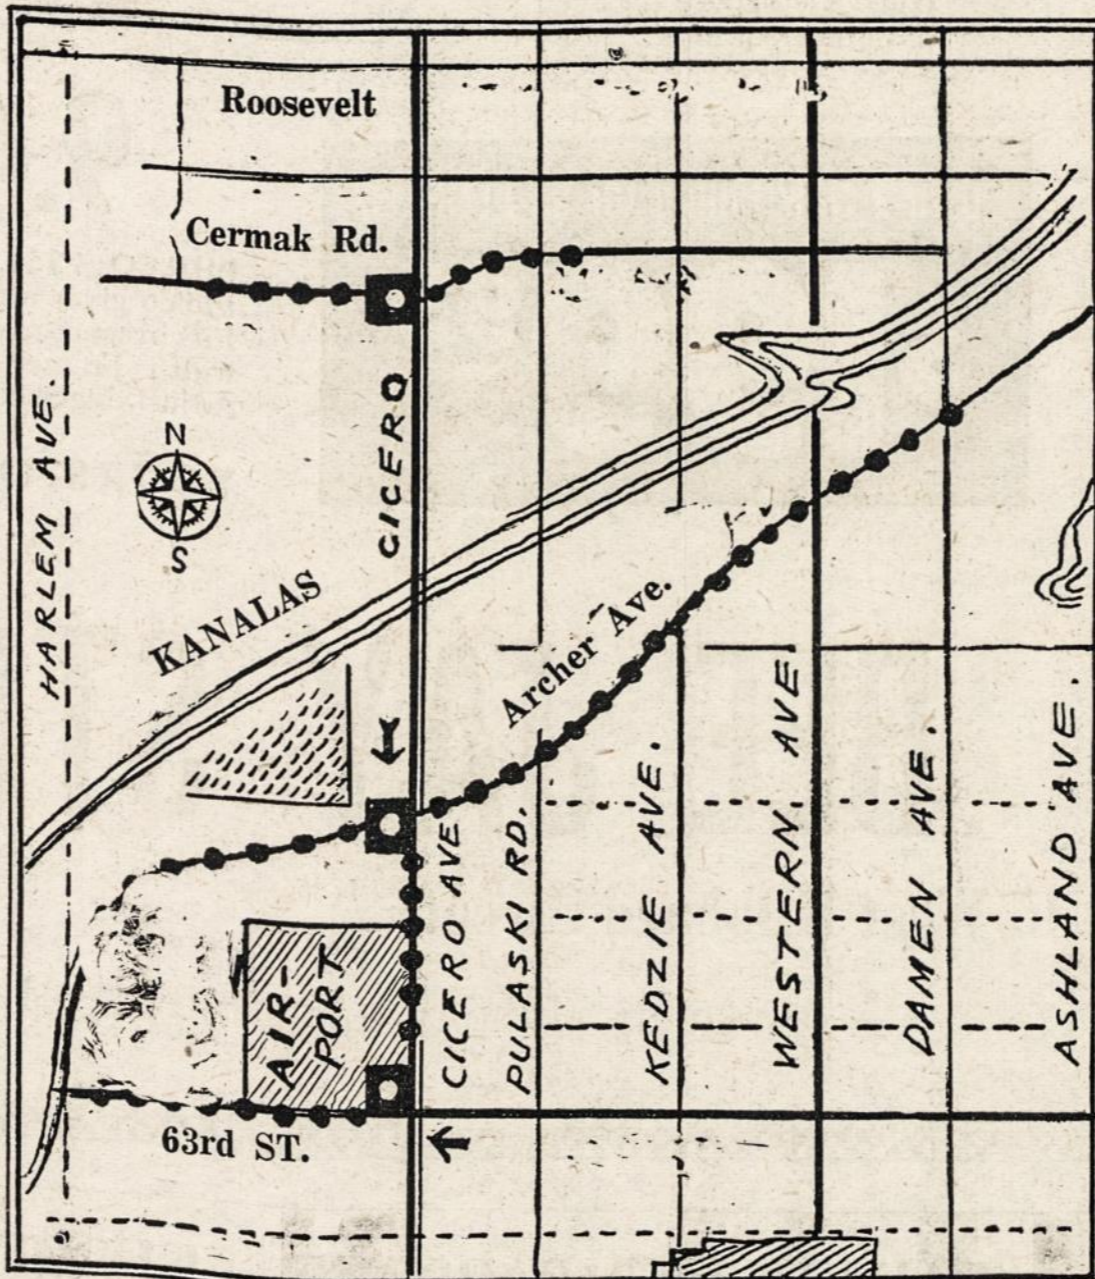 Roosevelt
Cermak Rd.
CICERO
HARLEM AVE.
N
S
KANALAS
Archer Ave.
CICERO AVE
PULASKI RD.
KEDZIE AVE.
WESTERN AVE
DAMEN AVE.
ASHLAND AVE.
AIR-
PORT
63rd ST.